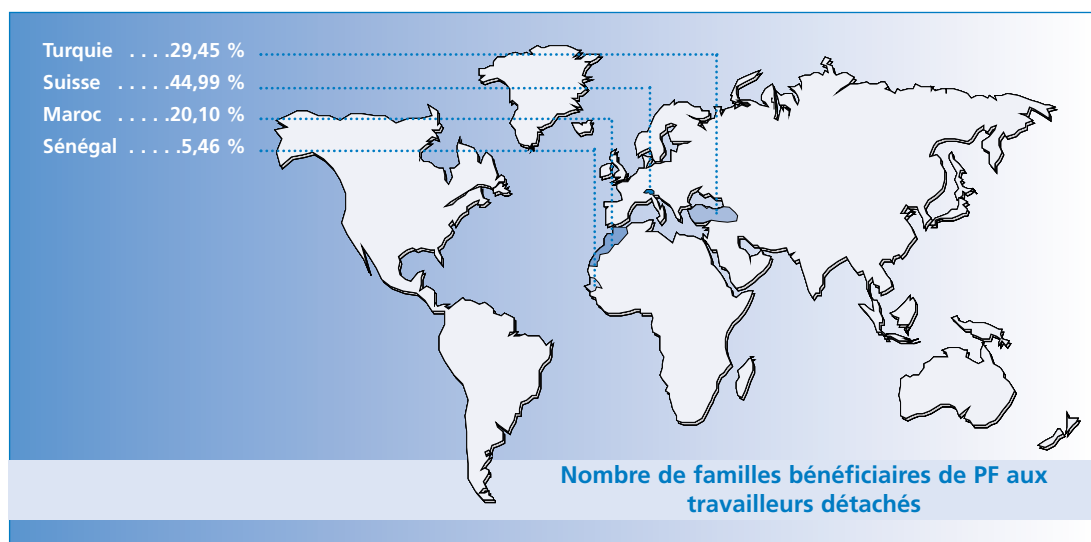 Turquie . . . .29,45 %
Suisse . . . . .44,99 %
Maroc . . . . .20,10 %
Sénégal . . . . .5,46 %
Nombre de familles bénéficiaires de PF aux
travailleurs détachés